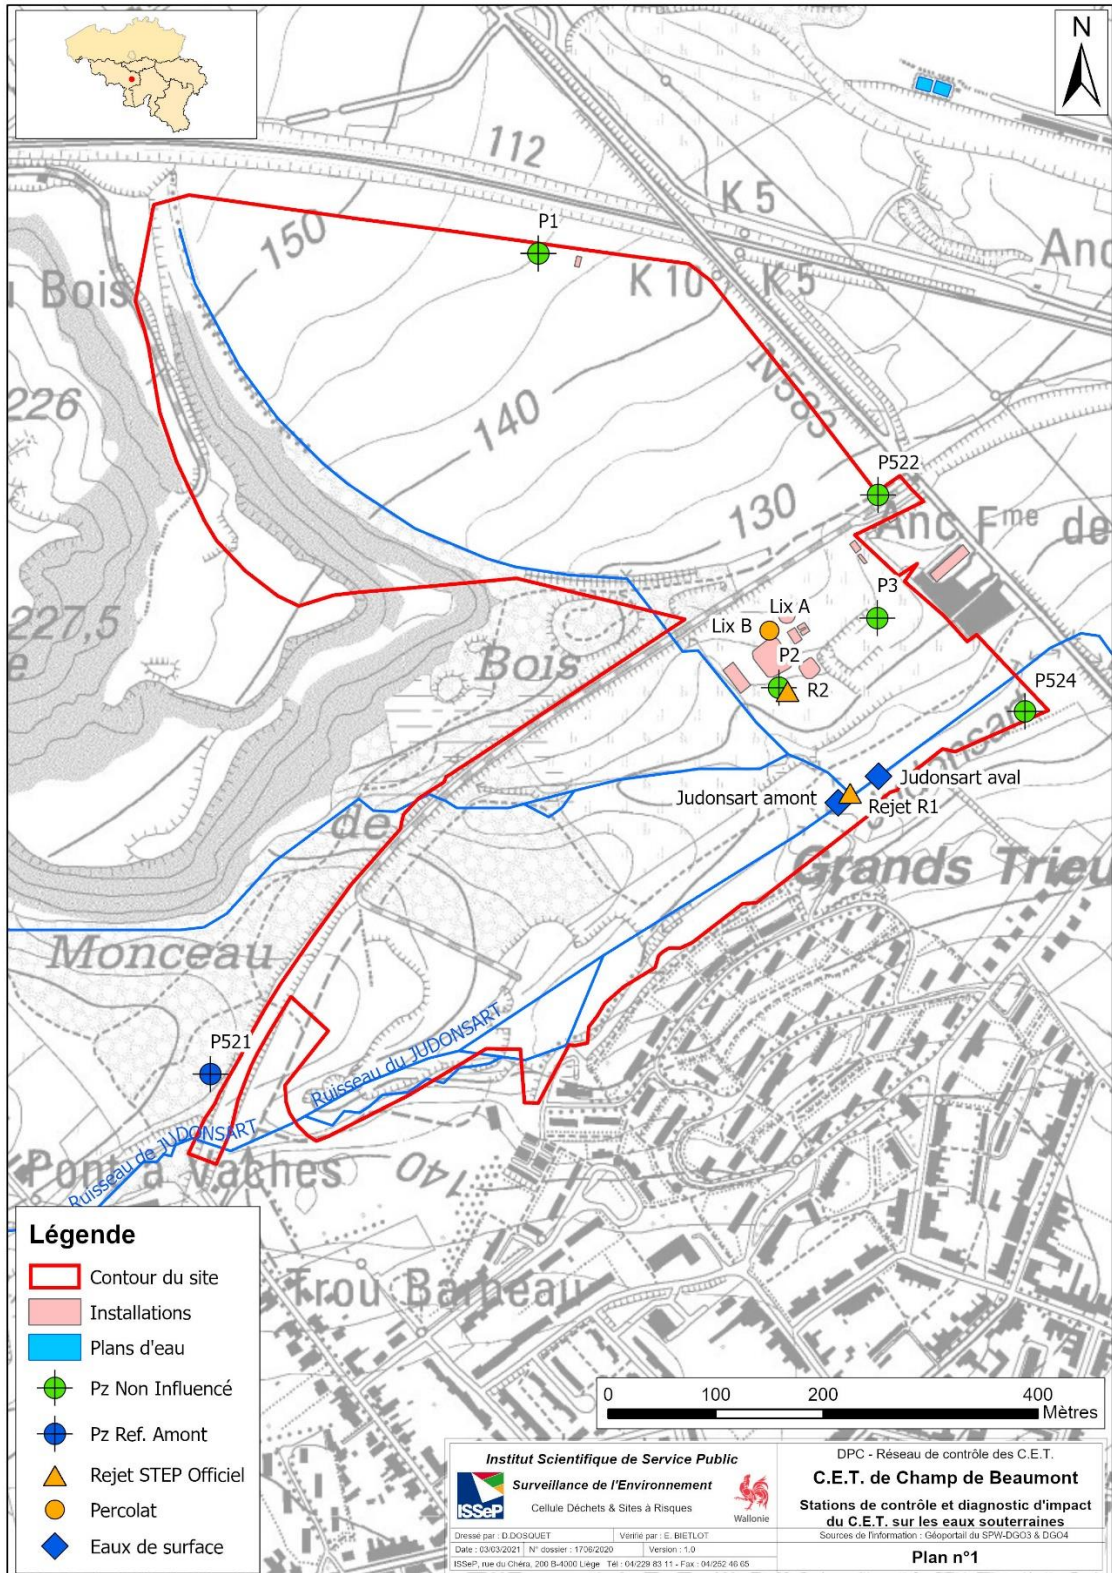 N
112
K 5
P1
150
K 10
K 5
Anc
Bois
N583
226
140
P522
130
Anc Fme de
P3
Lix A
Lix B
227,5
P2
Bois
R2
P524
Judonsart aval
Judonsart amont
Rejet R1
de
Grands Trieu
Monceau
P521
Ruisseau du JUDONSART
Ruisseau de JUDONSART
Pont à Vaches
40
Trou Barneau
Légende
Contour du site
Installations
Plans d'eau
Pz Non Influencé
Pz Ref. Amont
Rejet STEP Officiel
Percolat
Eaux de surface
0 100 200 400
Mètres
Institut Scientifique de Service Public
Surveillance de l'Environnement
Cellule Déchets & Sites à Risques
ISSeP
Wallonie
Dressé par : D.DOSQUET
Vérifié par : E. BIETLOT
Date : 03/03/2021
N° dossier : 1706/2020
Version : 1.0
ISSeP, rue du Chéra, 200 B-4000 Liège Tél : 04/229 83 11 - Fax : 04/252 46 65
DPC - Réseau de contrôle des C.E.T.
C.E.T. de Champ de Beaumont
Stations de contrôle et diagnostic d'impact
du C.E.T. sur les eaux souterraines
Sources de l'information : Géoportail du SPW-DGO3 & DGO4
Plan n°1